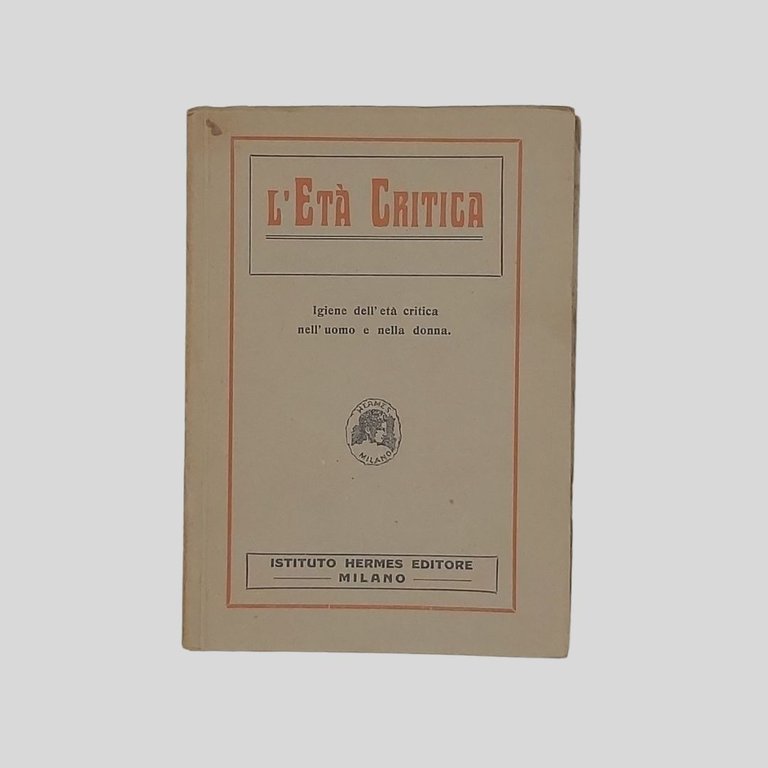 L'ETÀ CRITICA
Igiene dell'età critica
nell'uomo e nella donna.
HERMES
MILANO
ISTITUTO HERMES EDITORE
MILANO